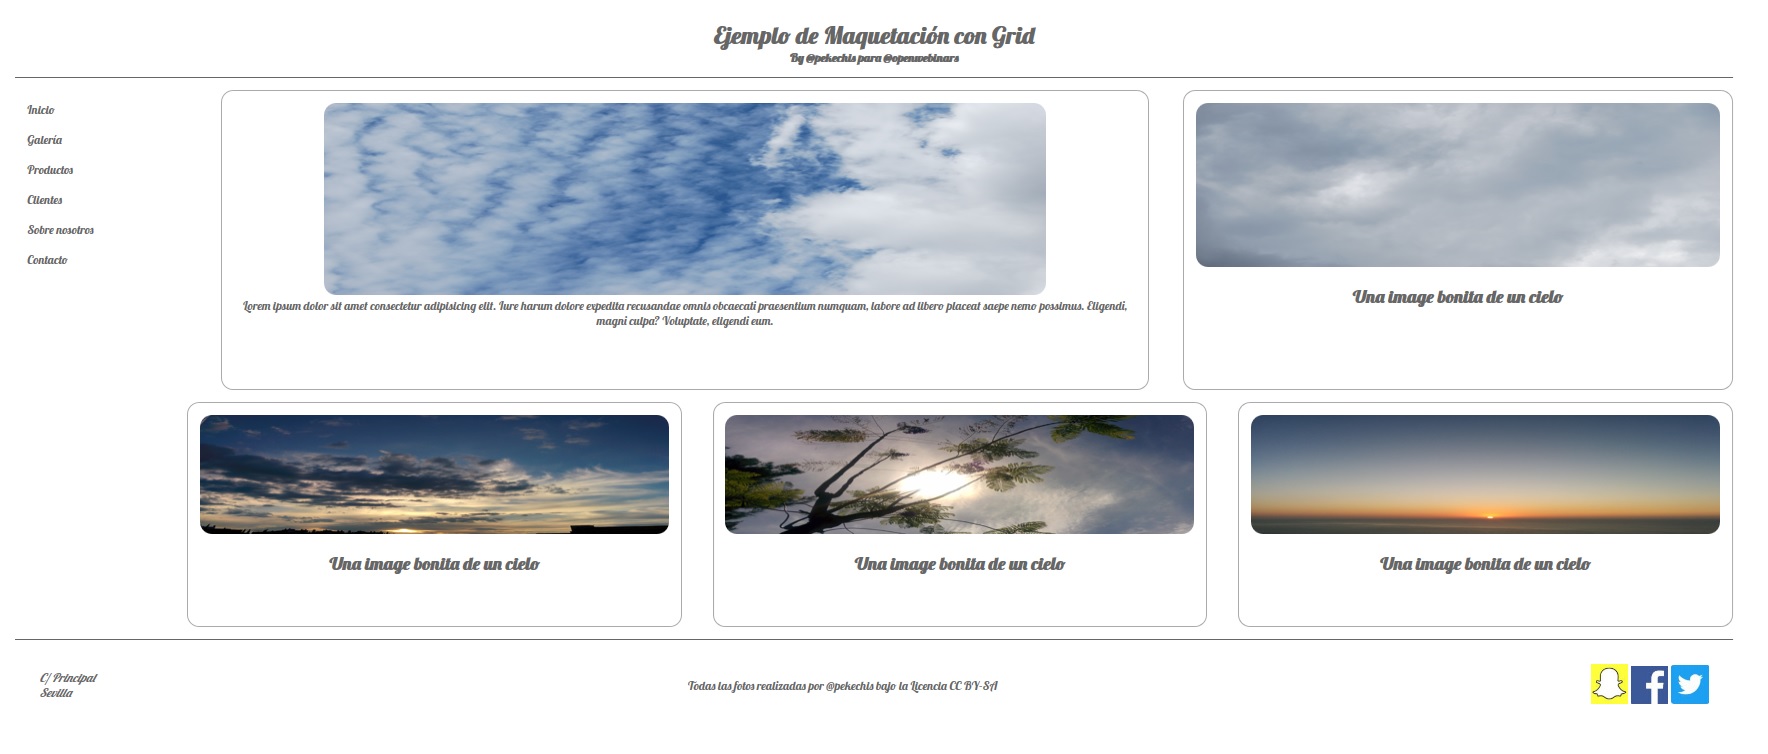 Ejemplo de Maquetación con Grid
By @pekechis para @openwebinars
Inicio
Galería
Productos
Clientes
Sobre nosotros
Contacto
Lorem ipsum dolor sit amet consectetur adipisicing elit. Iure harum dolore expedita recusandae omnis obcaecati praesentium numquam, labore ad libero placeat saepe nemo possimus. Eligendi,
magni culpa? Voluptate, eligendi eum.
Una image bonita de un cielo
Una image bonita de un cielo
Una image bonita de un cielo
Una image bonita de un cielo
C/ Principal
Sevilla
Todas las fotos realizadas por @pekechis bajo la Licencia CC BY-SA